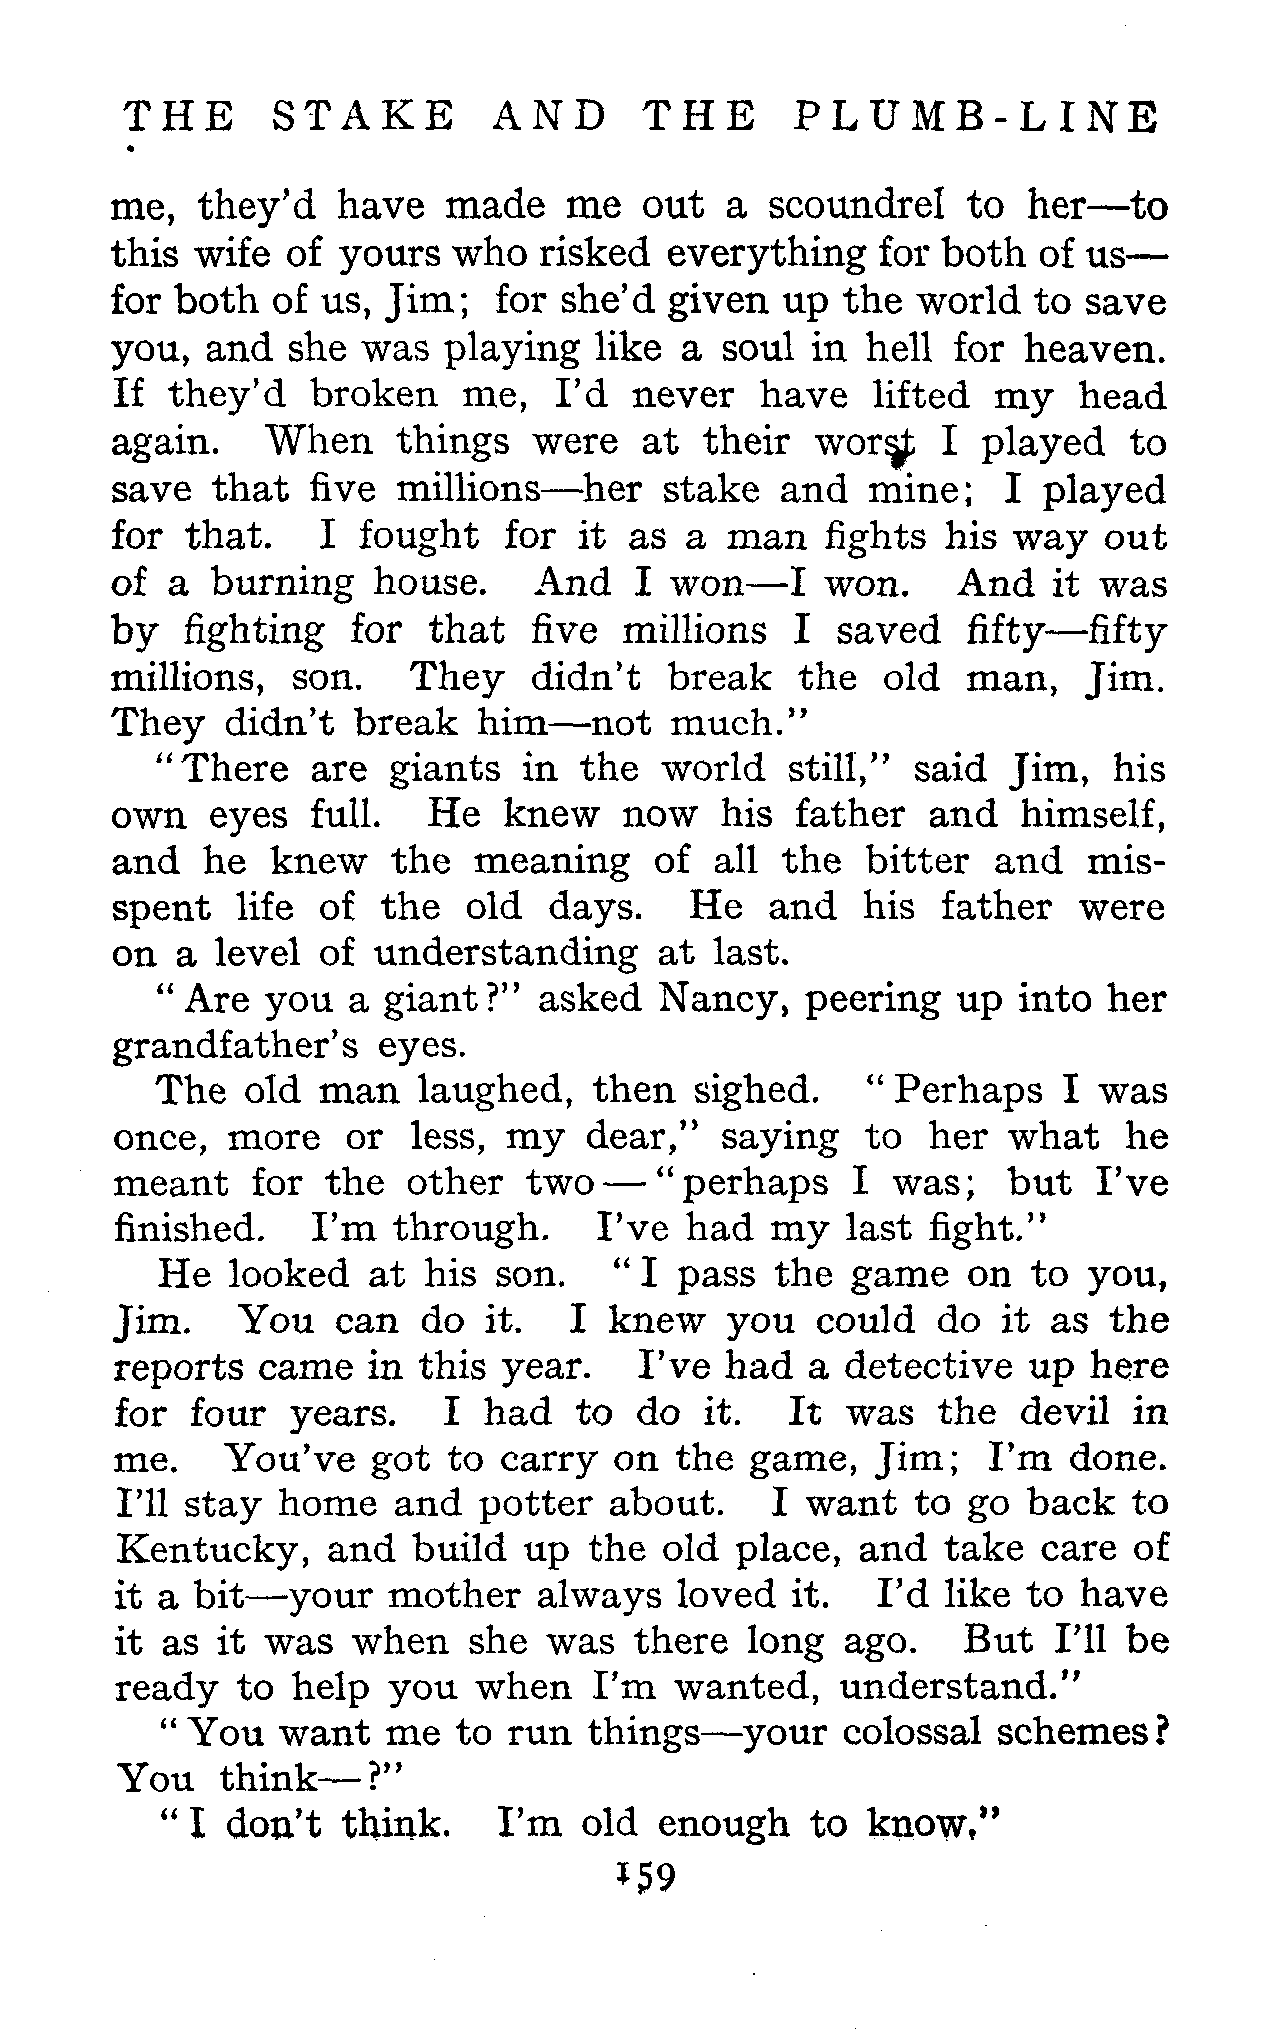 THE STAKE AND THE PLUMB-LINE
me, they'd have made me out a scoundrel to her—to
this wife of yours who risked everything for both of us—
for both of us, Jim; for she'd given up the world to save
you, and she was playing like a soul in hell for heaven.
If they'd broken me, I'd never have lifted my head
again. When things were at their worst I played to
save that five millions—her stake and mine; I played
for that. I fought for it as a man fights his way out
of a burning house. And I won—I won. And it was
by fighting for that five millions I saved fifty—fifty
millions, son. They didn't break the old man, Jim.
They didn't break him—not much."
"There are giants in the world still," said Jim, his
own eyes full. He knew now his father and himself,
and he knew the meaning of all the bitter and mis-
spent life of the old days. He and his father were
on a level of understanding at last.
"Are you a giant?" asked Nancy, peering up into her
grandfather's eyes.
The old man laughed, then sighed. "Perhaps I was
once, more or less, my dear," saying to her what he
meant for the other two—"perhaps I was; but I've
finished. I'm through. I've had my last fight."
He looked at his son. "I pass the game on to you,
Jim. You can do it. I knew you could do it as the
reports came in this year. I've had a detective up here
for four years. I had to do it. It was the devil in
me. You've got to carry on the game, Jim; I'm done.
I'll stay home and potter about. I want to go back to
Kentucky, and build up the old place, and take care of
it a bit—your mother always loved it. I'd like to have
it as it was when she was there long ago. But I'll be
ready to help you when I'm wanted, understand."
"You want me to run things—your colossal schemes?
You think—?"
"I don't think. I'm old enough to know."
159